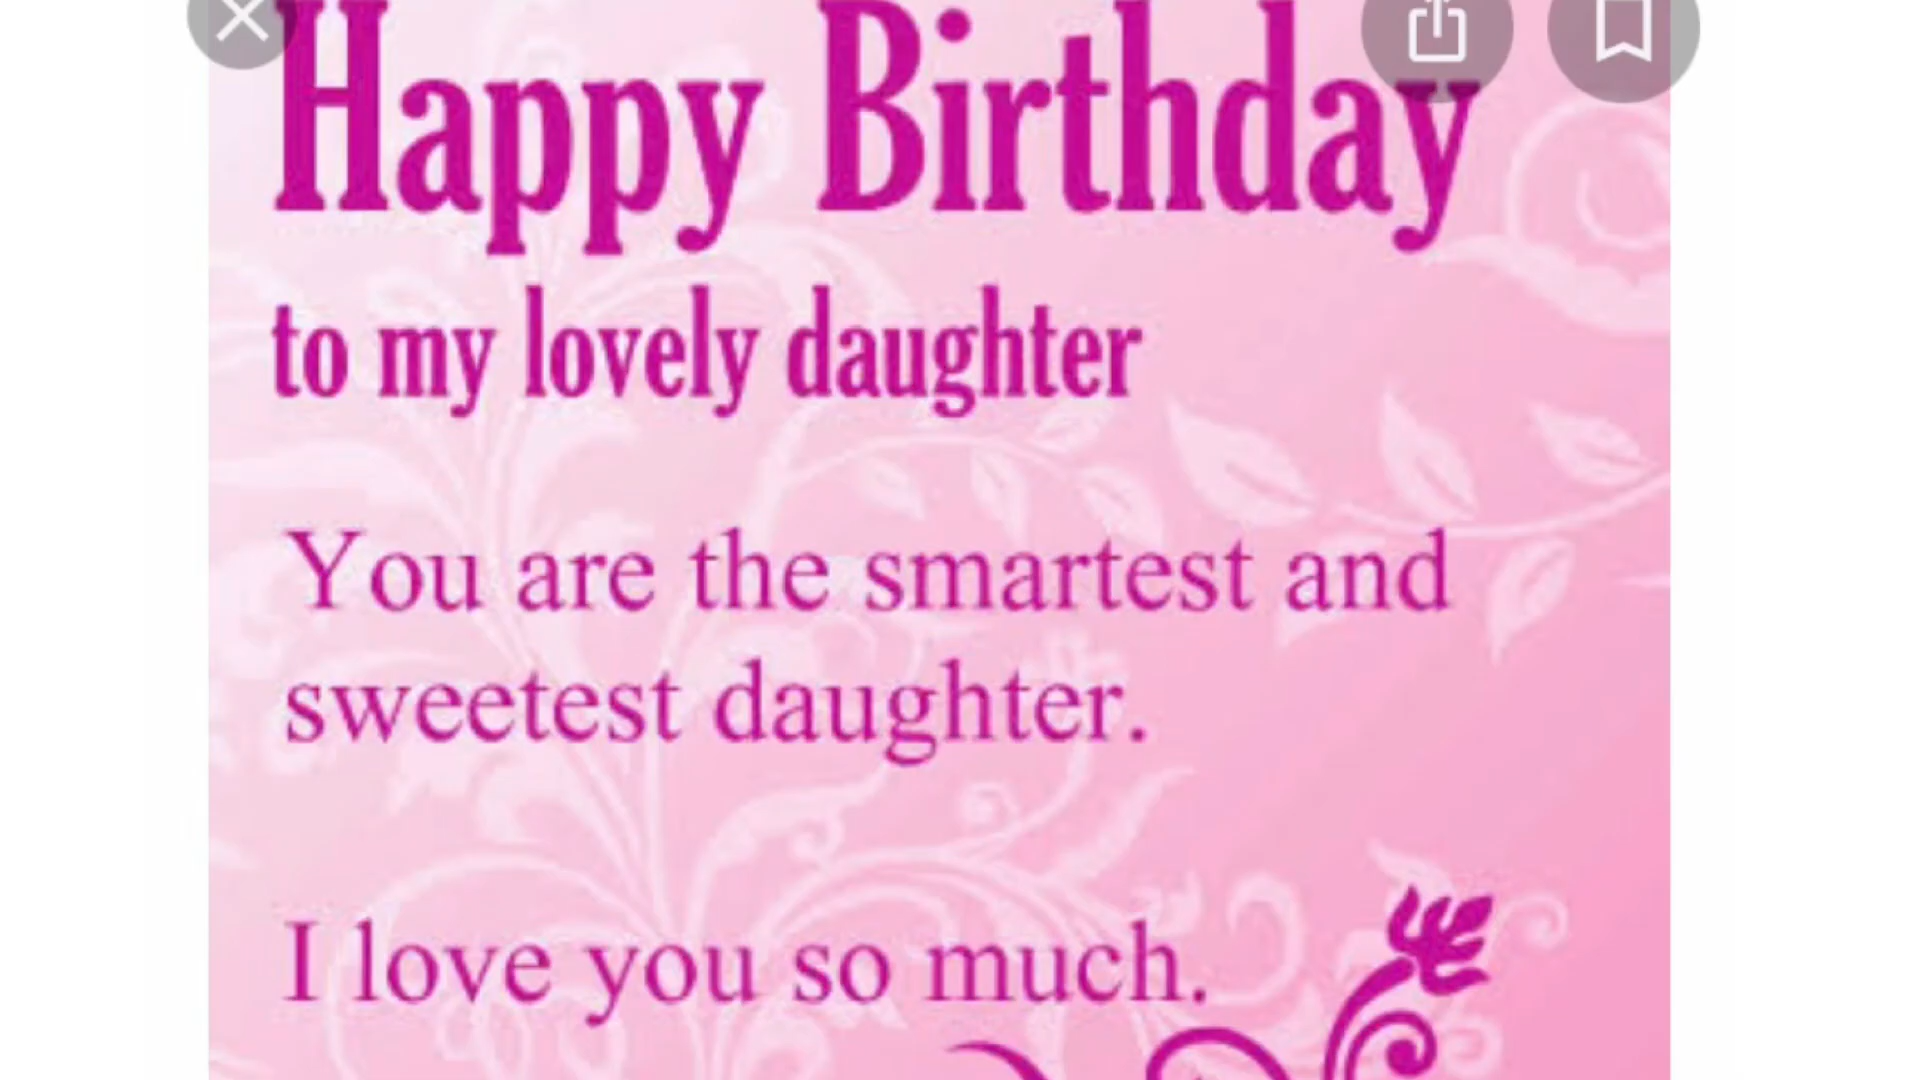 Happy Birthday
to my lovely daughter
You are the smartest and
sweetest daughter.
I love you so much.